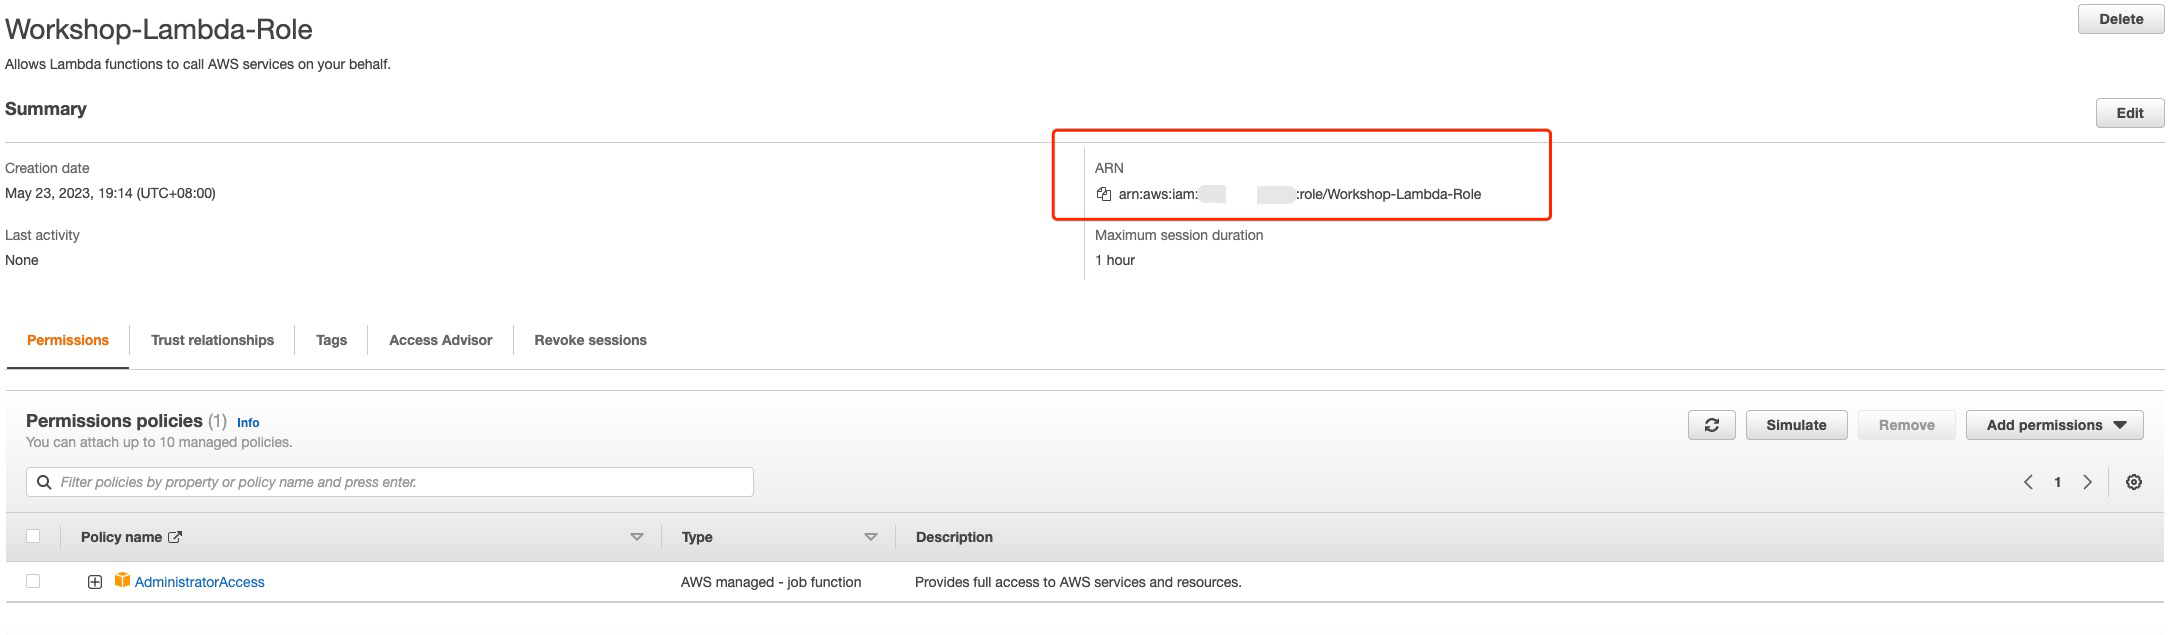 Workshop-Lambda-Role
Delete
Allows Lambda functions to call AWS services on your behalf.
Summary
Edit
Creation date
May 23, 2023, 19:14 (UTC+08:00)
ARN
arn:aws:iam: :role/Workshop-Lambda-Role
Last activity
None
Maximum session duration
1 hour
Permissions Trust relationships Tags Access Advisor Revoke sessions
Permissions policies (1) Info
You can attach up to 10 managed policies.
Simulate Remove Add permissions
Filter policies by property or policy name and press enter.
1
Policy name Type Description
AdministratorAccess AWS managed - job function Provides full access to AWS services and resources.